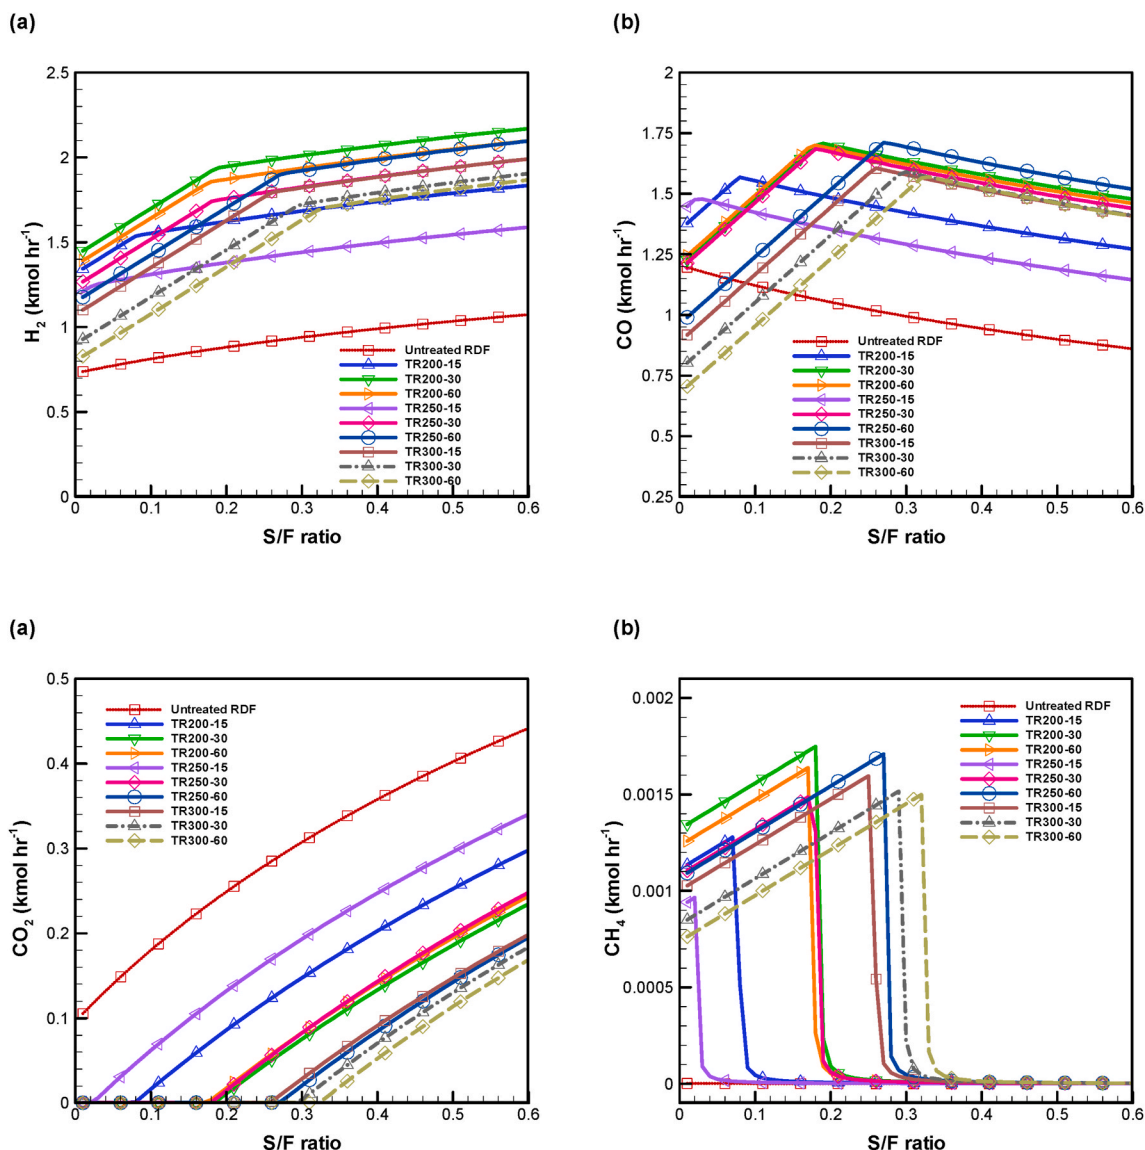 (a)
(b)
H2 (kmol hr-1)
2.5
2
1.5
1
0.5
0
0
0.1
0.2
0.3
0.4
0.5
0.6
S/F ratio
Untreated RDF
TR200-15
TR200-30
TR200-60
TR250-15
TR250-30
TR250-60
TR300-15
TR300-30
TR300-60
CO (kmol hr-1)
2
1.75
1.5
1.25
1
0.75
0.5
0.25
0
0.1
0.2
0.3
0.4
0.5
0.6
S/F ratio
Untreated RDF
TR200-15
TR200-30
TR200-60
TR250-15
TR250-30
TR250-60
TR300-15
TR300-30
TR300-60
(a)
(b)
CO2 (kmol hr-1)
0.5
0.4
0.3
0.2
0.1
0
0
0.1
0.2
0.3
0.4
0.5
0.6
S/F ratio
Untreated RDF
TR200-15
TR200-30
TR200-60
TR250-15
TR250-30
TR250-60
TR300-15
TR300-30
TR300-60
CH4 (kmol hr-1)
0.002
0.0015
0.001
0.0005
0
0.1
0.2
0.3
0.4
0.5
0.6
S/F ratio
Untreated RDF
TR200-15
TR200-30
TR200-60
TR250-15
TR250-30
TR250-60
TR300-15
TR300-30
TR300-60